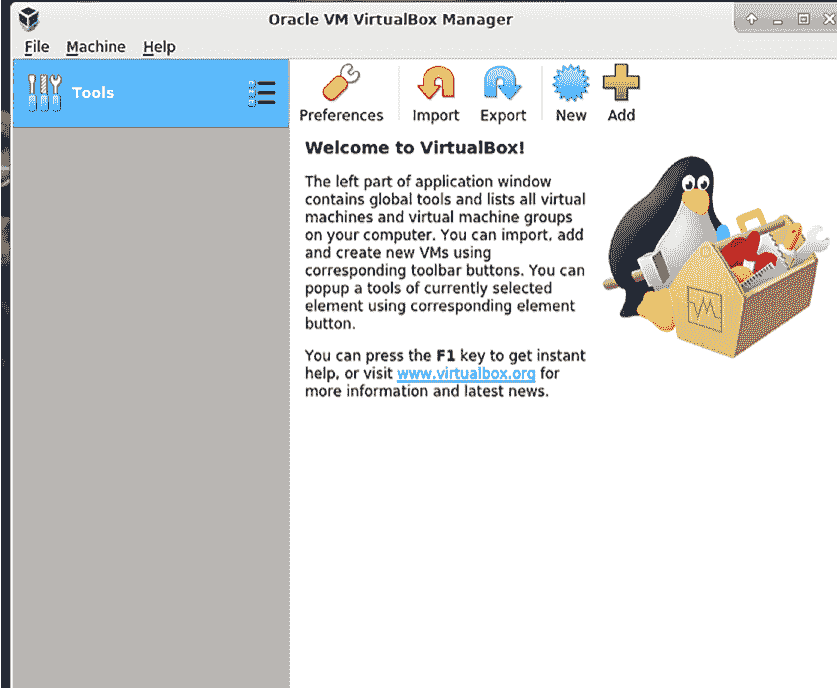 Oracle VM VirtualBox Manager
File Machine Help
Tools
Preferences Import Export New Add
Welcome to VirtualBox!
The left part of application window
contains global tools and lists all virtual
machines and virtual machine groups
on your computer. You can import, add
and create new VMs using
corresponding toolbar buttons. You can
popup a tools of currently selected
element using corresponding element
button.
You can press the F1 key to get instant
help, or visit www.virtualbox.org for
more information and latest news.